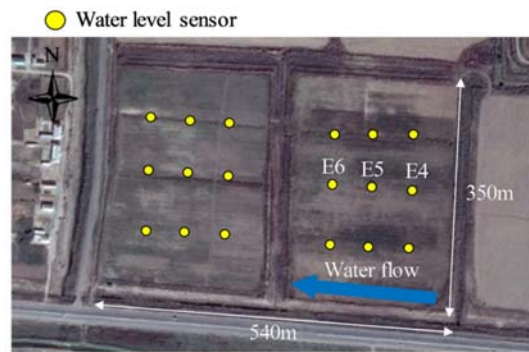 Water level sensor
N
E6 E5 E4
350m
Water flow
540m